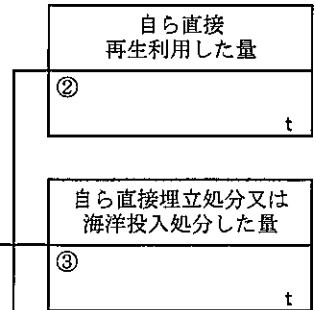 自ら直接
再生利用した量
②
t
自ら直接埋立処分又は
海洋投入処分した量
③
t